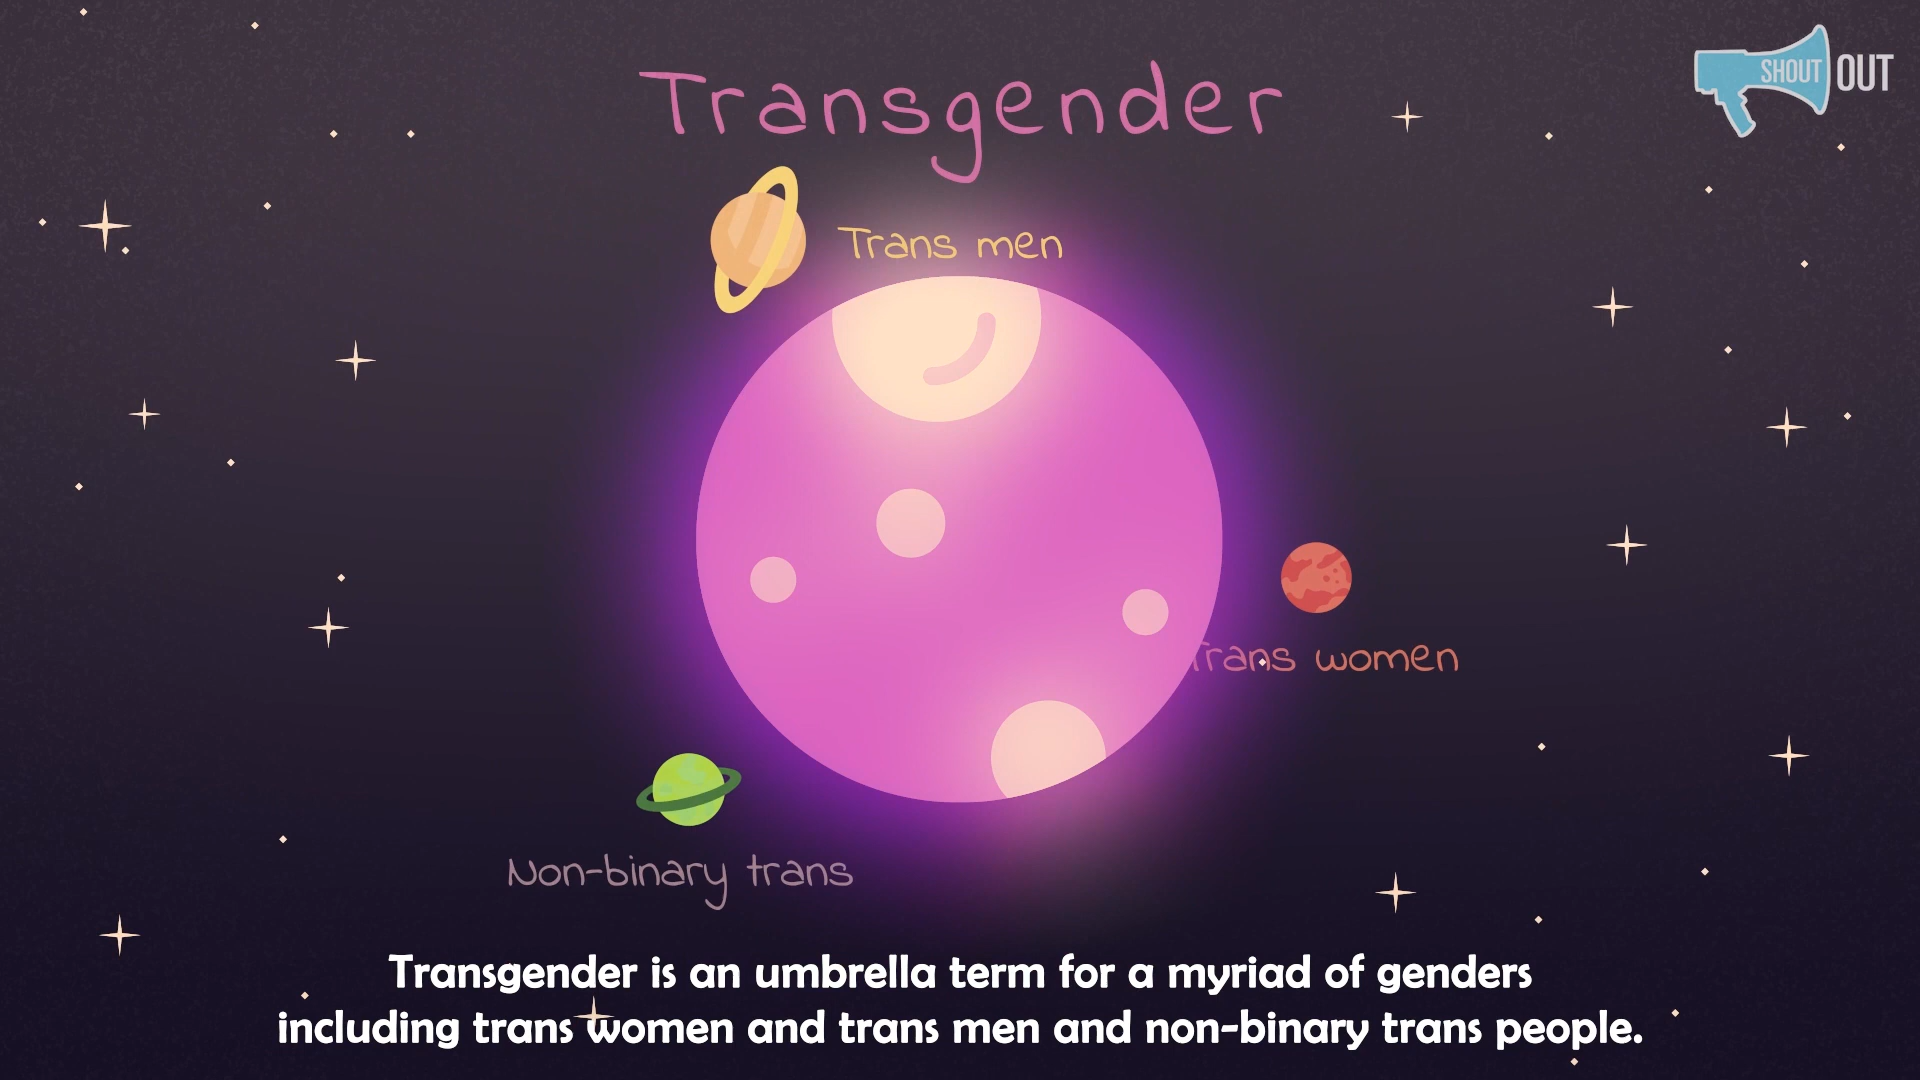 SHOUT OUT
Transgender
Trans men
Trans women
Non-binary trans
Transgender is an umbrella term for a myriad of genders
including trans women and trans men and non-binary trans people.